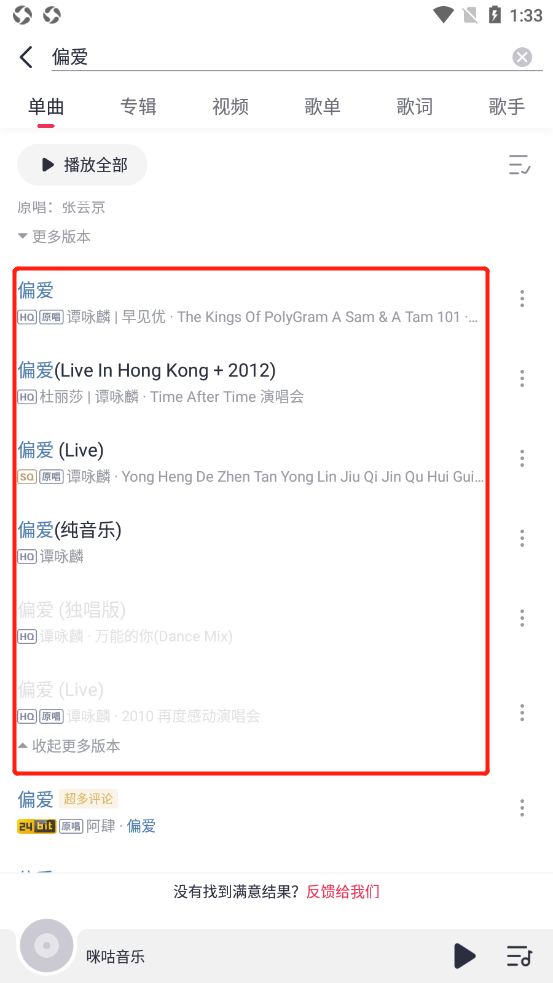 1:33
偏爱
单曲 专辑 视频 歌单 歌词 歌手
播放全部
原唱：张芸京
更多版本
偏爱
HQ 原唱 谭咏麟 | 早见优 · The Kings Of PolyGram A Sam & A Tam 101 ·...
偏爱(Live In Hong Kong + 2012)
HQ 杜丽莎 | 谭咏麟 · Time After Time 演唱会
偏爱 (Live)
SQ 原唱 谭咏麟 · Yong Heng De Zhen Tan Yong Lin Jiu Qi Jin Qu Hui Gui...
偏爱(纯音乐)
HQ 谭咏麟
偏爱 (独唱版)
HQ 谭咏麟 · 万能的你(Dance Mix)
偏爱 (Live)
HQ 原唱 谭咏麟 · 2010 再度感动演唱会
收起更多版本
偏爱 超多评论
24bit 原唱 阿肆 · 偏爱
没有找到满意结果？反馈给我们
咪咕音乐